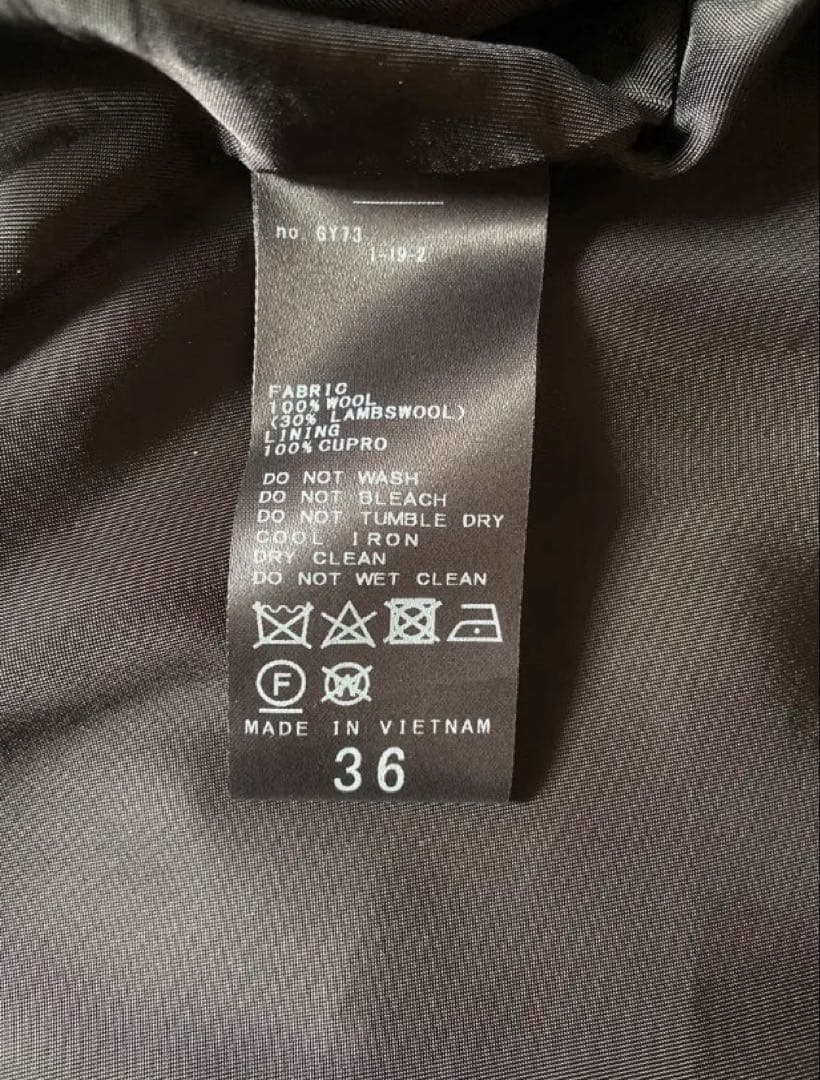 no. GY73
1-19-2
FABRIC
100% WOOL
(30% LAMBSWOOL)
LINING
100% CUPRO
DO NOT WASH
DO NOT BLEACH
DO NOT TUMBLE DRY
COOL IRON
DRY CLEAN
DO NOT WET CLEAN
F W
MADE IN VIETNAM
36